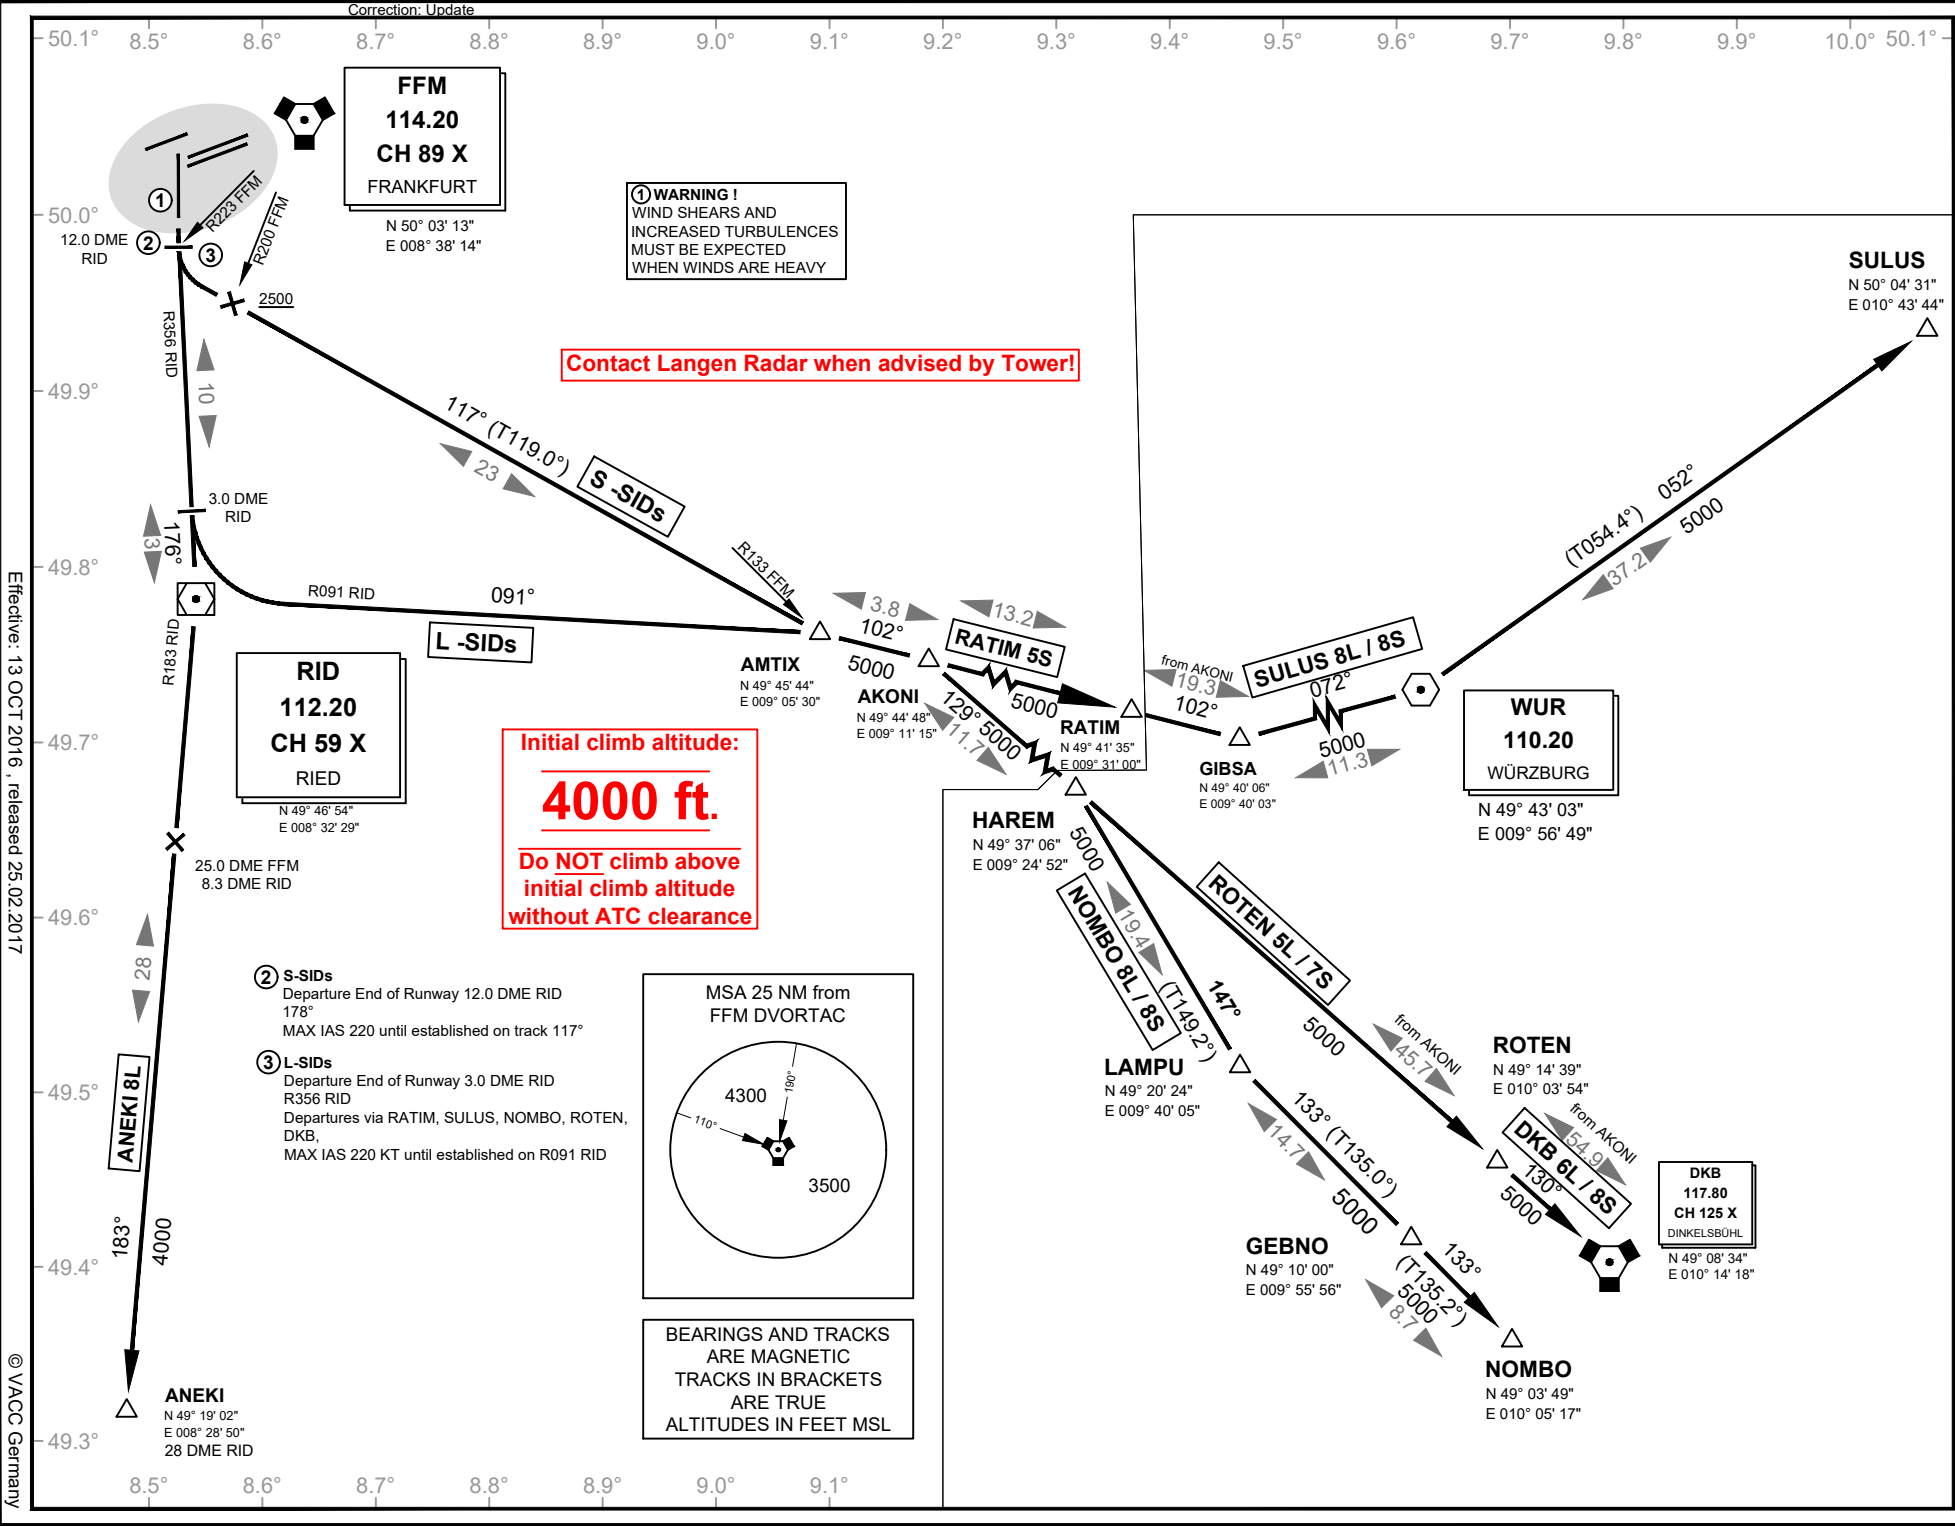 Correction: Update
50.1°
8.5°
8.6°
8.7°
8.8°
8.9°
9.0°
9.1°
9.2°
9.3°
9.4°
9.5°
9.6°
9.7°
9.8°
9.9°
10.0°
50.1°
FFM
114.20
CH 89 X
FRANKFURT
N 50° 03' 13"
E 008° 38' 14"
① WARNING !
WIND SHEARS AND
INCREASED TURBULENCES
MUST BE EXPECTED
WHEN WINDS ARE HEAVY
50.0°
①
R223 FFM
R200 FFM
12.0 DME
RID
②
③
2500
SULUS
N 50° 04' 31"
E 010° 43' 44"
R356 RID
10
49.9°
Contact Langen Radar when advised by Tower!
117° (T119.0°)
23
S -SIDs
3.0 DME
RID
176°
3
49.8°
052°
(T054.4°)
5000
37.2
R133 FFM
R091 RID
091°
L -SIDs
R183 RID
3.8
102°
5000
13.2
RATIM 5S
5000
from AKONI
19.3
102°
SULUS 8L / 8S
072°
5000
11.3
RID
112.20
CH 59 X
RIED
N 49° 46' 54"
E 008° 32' 29"
AMTIX
N 49° 45' 44"
E 009° 05' 30"
AKONI
N 49° 44' 48"
E 009° 11' 15"
129° 5000
11.7
RATIM
N 49° 41' 35"
E 009° 31' 00"
GIBSA
N 49° 40' 06"
E 009° 40' 03"
WUR
110.20
WÜRZBURG
N 49° 43' 03"
E 009° 56' 49"
49.7°
Initial climb altitude:
4000 ft.
Do NOT climb above
initial climb altitude
without ATC clearance
HAREM
N 49° 37' 06"
E 009° 24' 52"
25.0 DME FFM
8.3 DME RID
49.6°
28
5000
19.4
NOMBO 8L / 8S
147°
(T149.2°)
ROTEN 5L / 7S
5000
from AKONI
45.7
② S-SIDs
Departure End of Runway 12.0 DME RID
178°
MAX IAS 220 until established on track 117°
③ L-SIDs
Departure End of Runway 3.0 DME RID
R356 RID
Departures via RATIM, SULUS, NOMBO, ROTEN,
DKB,
MAX IAS 220 KT until established on R091 RID
MSA 25 NM from
FFM DVORTAC
4300
190°
110°
3500
LAMPU
N 49° 20' 24"
E 009° 40' 05"
ROTEN
N 49° 14' 39"
E 010° 03' 54"
49.5°
ANEKI 8L
133° (T135.0°)
14.7
5000
from AKONI
54.9
DKB 6L / 8S
130°
5000
DKB
117.80
CH 125 X
DINKELSBÜHL
N 49° 08' 34"
E 010° 14' 18"
183°
4000
49.4°
GEBNO
N 49° 10' 00"
E 009° 55' 56"
133°
(T135.2°)
5000
8.7
BEARINGS AND TRACKS
ARE MAGNETIC
TRACKS IN BRACKETS
ARE TRUE
ALTITUDES IN FEET MSL
NOMBO
N 49° 03' 49"
E 010° 05' 17"
ANEKI
N 49° 19' 02"
E 008° 28' 50"
28 DME RID
49.3°
8.5°
8.6°
8.7°
8.8°
8.9°
9.0°
9.1°
Effective: 13 OCT 2016 , released 25.02.2017
© VACC Germany